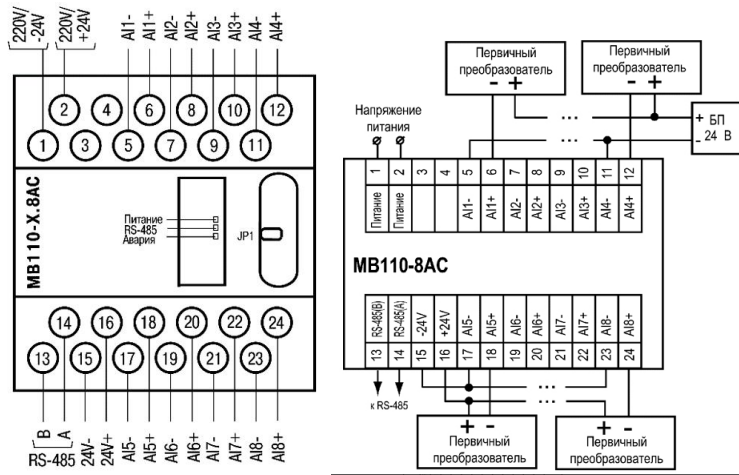 220V/
-24V
220V/
+24V
AI1-
AI1+
AI2-
AI2+
AI3-
AI3+
AI4-
AI4+
2
4
6
8
10
12
1
3
5
7
9
11
МВ110-Х.8АС
Питание
RS-485
Авария
JP1
14
16
18
20
22
24
13
15
17
19
21
23
B
A
RS-485
24V-
24V+
AI5-
AI5+
AI6-
AI6+
AI7-
AI7+
AI8-
AI8+
Первичный
преобразователь
- +
Первичный
преобразователь
- +
Напряжение
питания
...
...
+ БП
- 24 В
1
2
3
4
5
6
7
8
9
10
11
12
Питание
Питание
AI1-
AI1+
AI2-
AI2+
AI3-
AI3+
AI4-
AI4+
МВ110-8АС
RS-485(B)
RS-485(A)
-24V
+24V
AI5-
AI5+
AI6-
AI6+
AI7-
AI7+
AI8-
AI8+
13
14
15
16
17
18
19
20
21
22
23
24
к RS-485
...
...
+ -
Первичный
преобразователь
+ -
Первичный
преобразователь